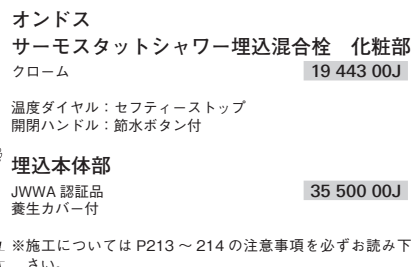 オンドス
サーモスタットシャワー埋込混合栓　化粧部
クローム 19 443 00J
温度ダイヤル：セフティーストップ
開閉ハンドル：節水ボタン付
埋込本体部
JWWA 認証品 35 500 00J
養生カバー付
※施工については P213 ～ 214 の注意事項を必ずお読み下
さい。